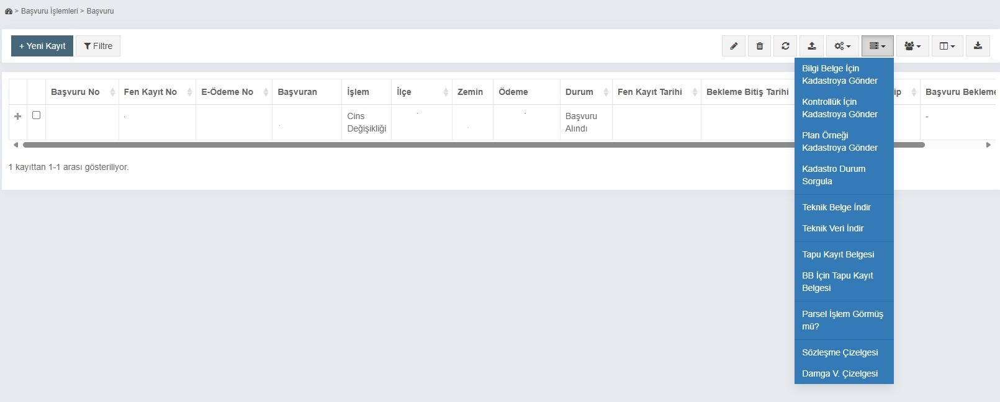 > Başvuru İşlemleri > Başvuru
+ Yeni Kayıt Filtre
Başvuru No Fen Kayıt No E-Ödeme No Başvuran İşlem İlçe Zemin Ödeme Durum Fen Kayıt Tarihi Bekleme Bitiş Tarihi ip Başvuru Bekleme
Cins
Değişikliği
Başvuru
Alındı
-
1 kayıttan 1-1 arası gösteriliyor.
Bilgi Belge İçin
Kadastroya Gönder
Kontrollük İçin
Kadastroya Gönder
Plan Örneği
Kadastroya Gönder
Kadastro Durum
Sorgula
Teknik Belge İndir
Teknik Veri İndir
Tapu Kayıt Belgesi
BB İçin Tapu Kayıt
Belgesi
Parsel İşlem Görmüş
mü?
Sözleşme Çizelgesi
Damga V. Çizelgesi